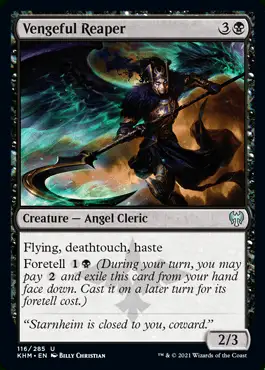 Vengeful Reaper 3
Creature — Angel Cleric
Flying, deathtouch, haste
Foretell 1 (During your turn, you may
pay 2 and exile this card from your hand
face down. Cast it on a later turn for its
foretell cost.)
"Starnheim is closed to you, coward."
2/3
116/285 U
KHM • EN BILLY CHRISTIAN
™ & © 2021 Wizards of the Coast